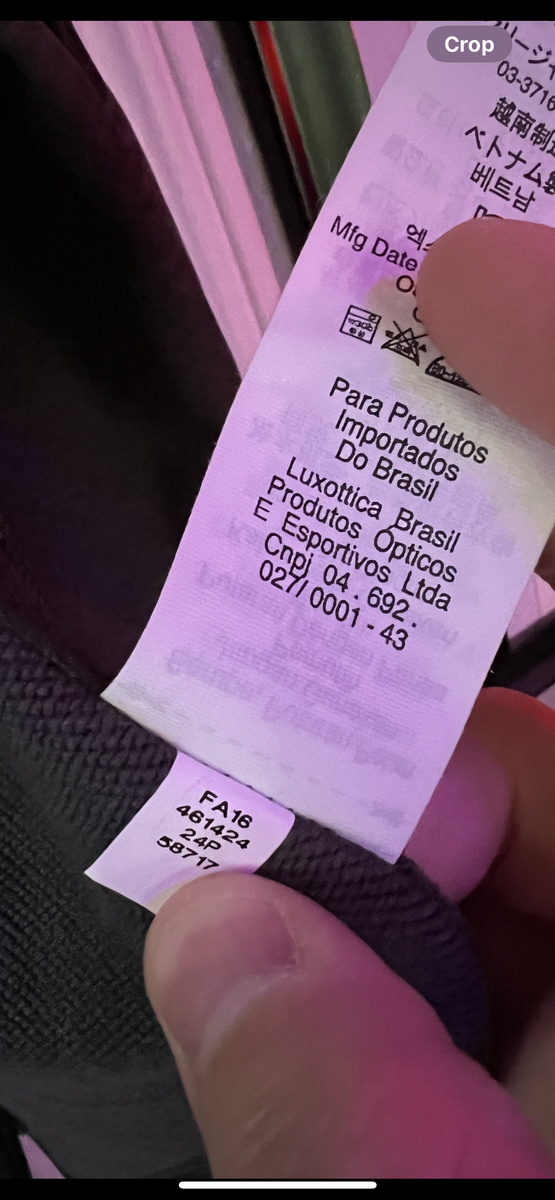 Crop
03-3716
越南制
ベトナム
베트남
Mfg Date
Para Produtos
Importados
Do Brasil
Luxottica Brasil
Produtos Ópticos
E Esportivos Ltda
Cnpj 04 . 692 .
027/ 0001 - 43
FA16
461424
24P
58717